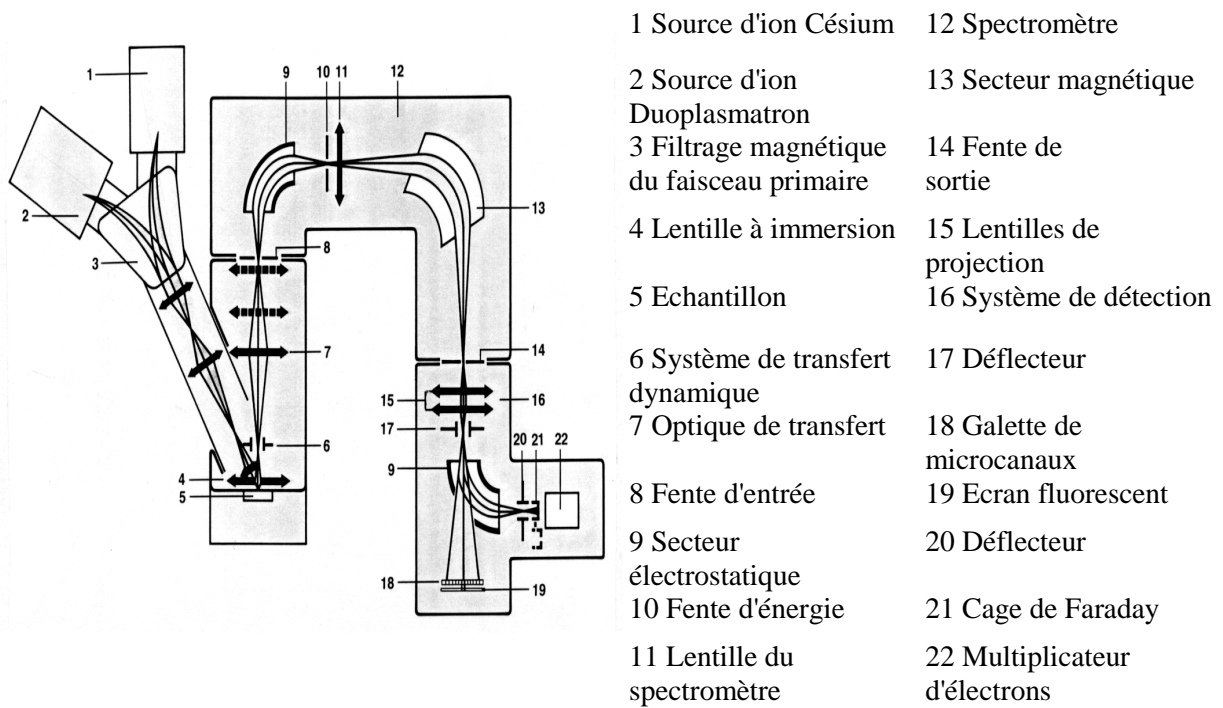 1
2
3
4
5
6
7
8
9
10
11
12
13
14
15
16
17
9
20
21
22
18
19
1 Source d'ion Césium
2 Source d'ion
Duoplasmatron
3 Filtrage magnétique
du faisceau primaire
4 Lentille à immersion
5 Echantillon
6 Système de transfert
dynamique
7 Optique de transfert
8 Fente d'entrée
9 Secteur
électrostatique
10 Fente d'énergie
11 Lentille du
spectromètre
12 Spectromètre
13 Secteur magnétique
14 Fente de
sortie
15 Lentilles de
projection
16 Système de détection
17 Déflecteur
18 Galette de
microcanaux
19 Ecran fluorescent
20 Déflecteur
21 Cage de Faraday
22 Multiplicateur
d'électrons